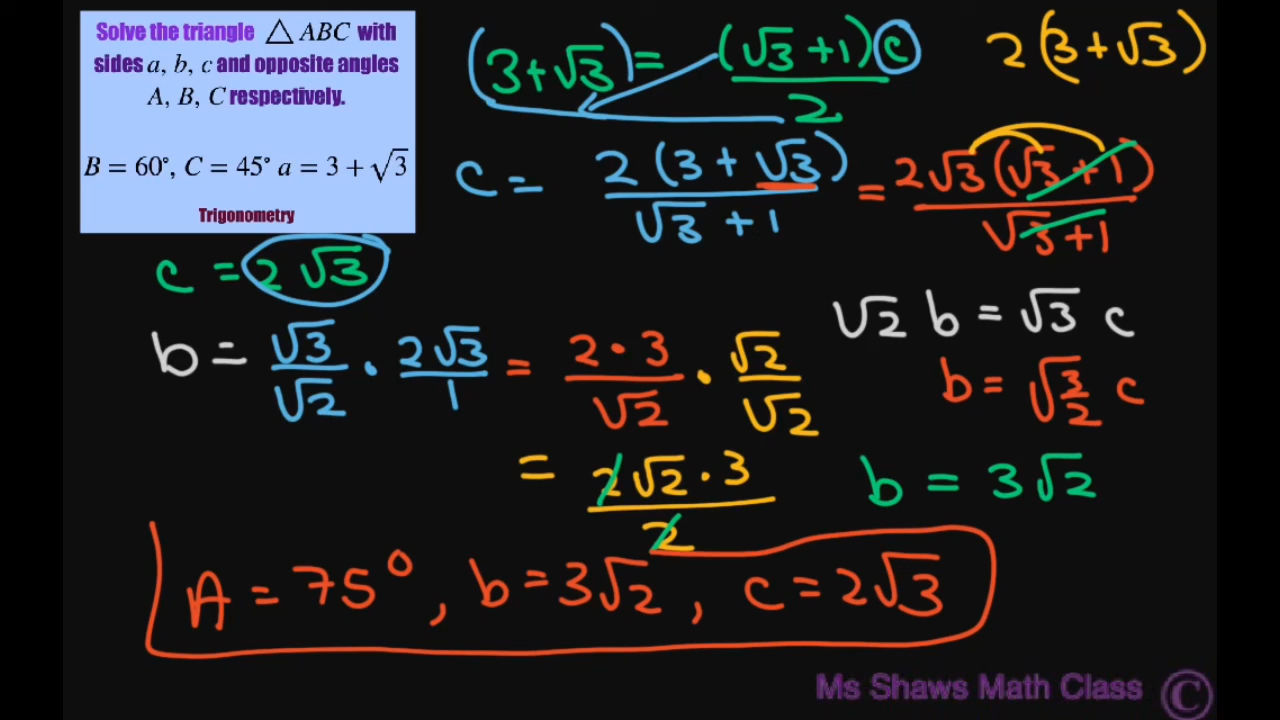 Solve the triangle △ABC with
sides a, b, c and opposite angles
A, B, C respectively.
B = 60°, C = 45° a = 3 + √3
Trigonometry
(3+√3) = (√3 +1)c / 2
2(3+√3)
c = 2(3+√3) / √3 + 1 = 2√3(√3+1) / √3+1
c = 2√3
√2 b = √3 c
b = √3/√2 · 2√3/1 = 2·3/√2 · √2/√2
b = √3/2 c
= 2√2·3 / 2
b = 3√2
A = 75°, b = 3√2, c = 2√3
Ms Shaws Math Class ©